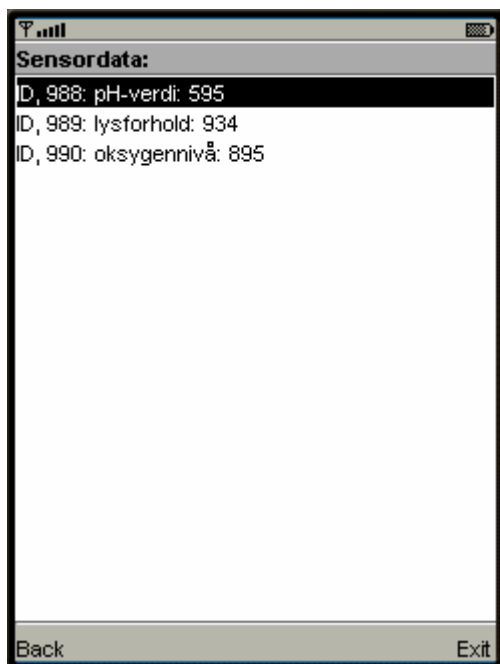 Sensordata:
ID, 988: pH-verdi: 595
ID, 989: lysforhold: 934
ID, 990: oksygennivå: 895
Back Exit